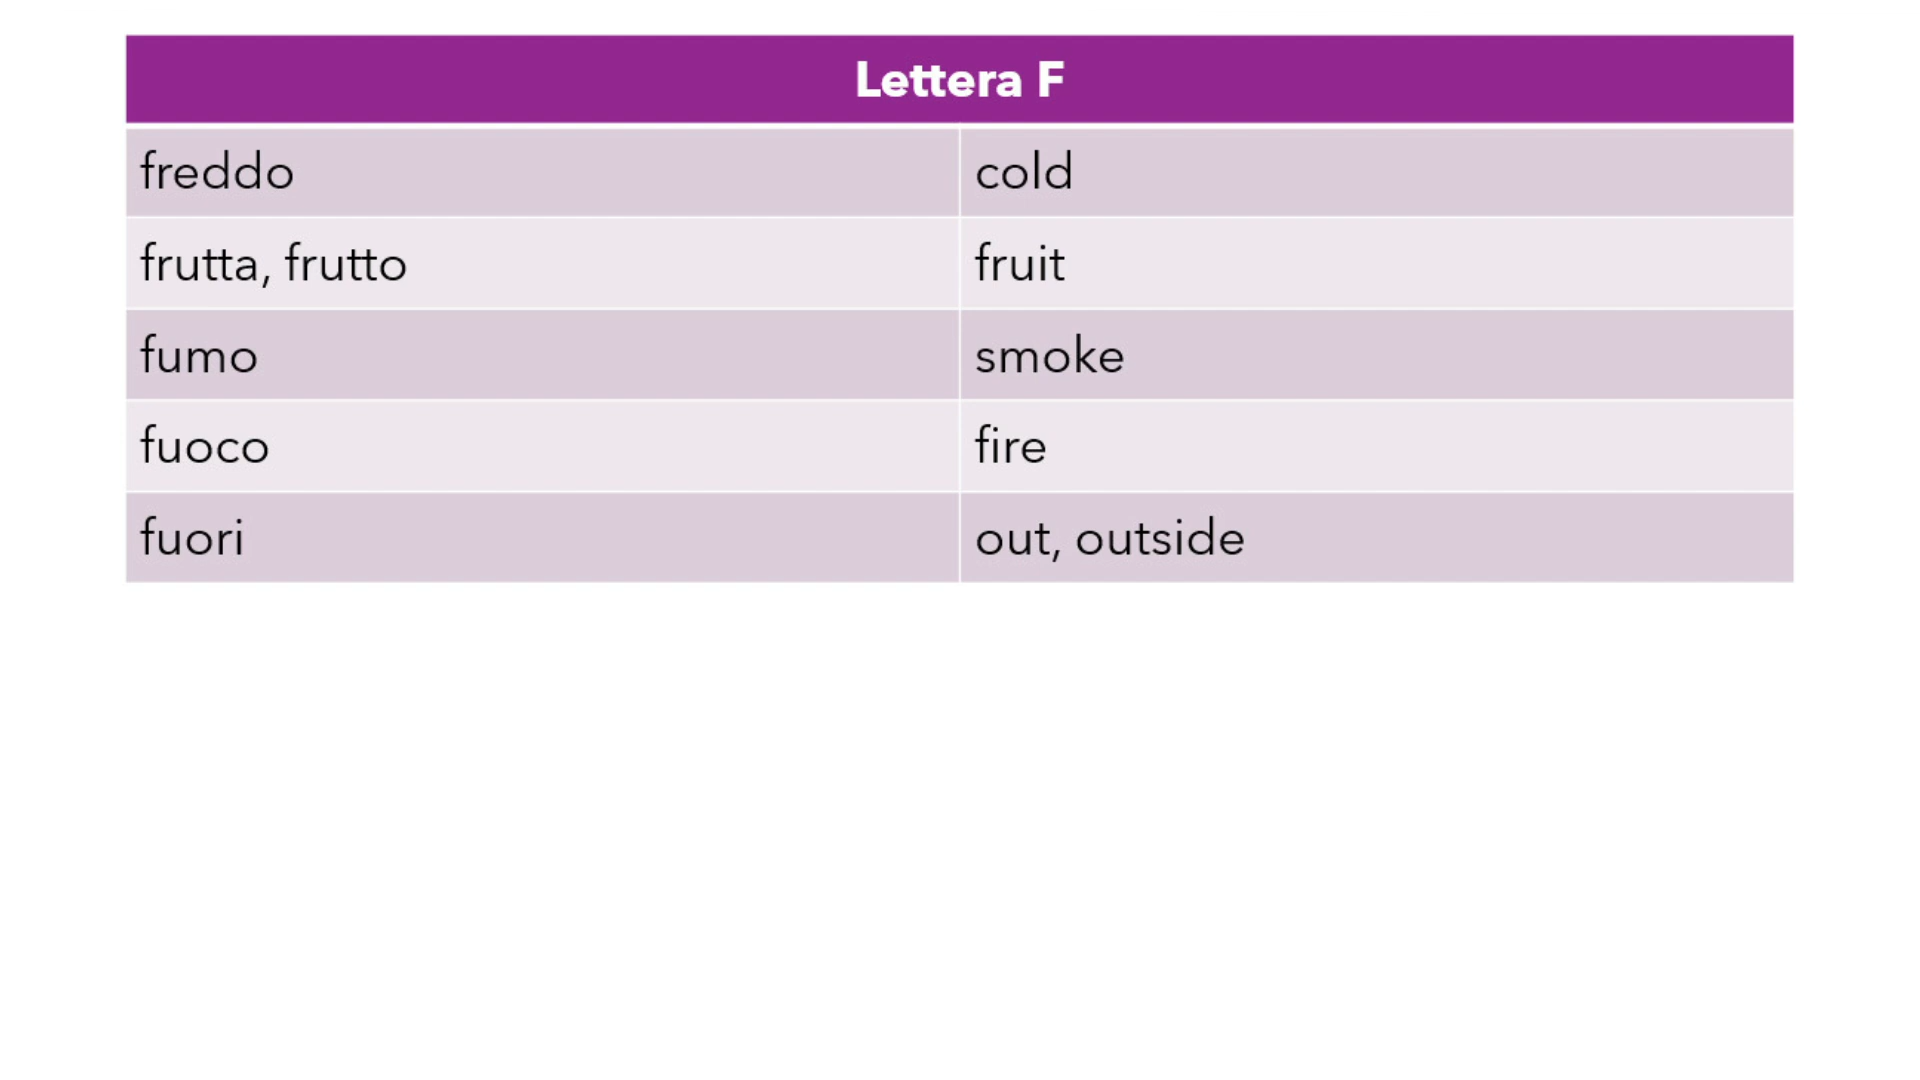 Lettera F
freddo cold
frutta, frutto fruit
fumo smoke
fuoco fire
fuori out, outside